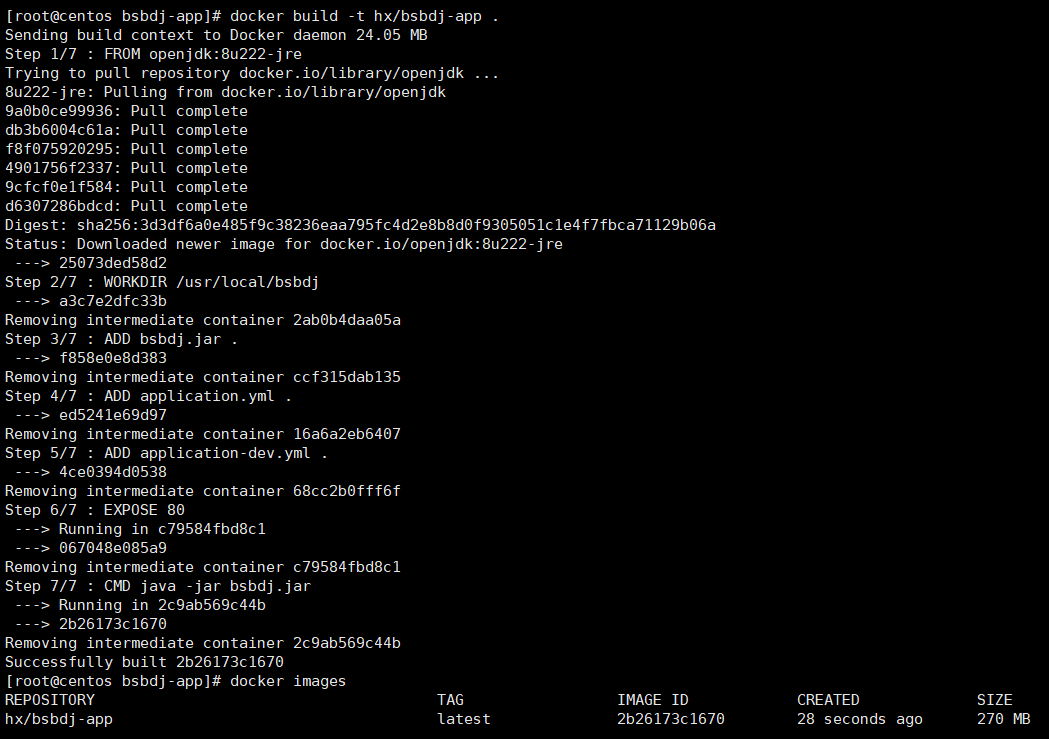 [root@centos bsbdj-app]# docker build -t hx/bsbdj-app .
Sending build context to Docker daemon 24.05 MB
Step 1/7 : FROM openjdk:8u222-jre
Trying to pull repository docker.io/library/openjdk ...
8u222-jre: Pulling from docker.io/library/openjdk
9a0b0ce99936: Pull complete
db3b6004c61a: Pull complete
f8f075920295: Pull complete
4901756f2337: Pull complete
9cfcf0e1f584: Pull complete
d6307286bdcd: Pull complete
Digest: sha256:3d3df6a0e485f9c38236eaa795fc4d2e8b8d0f9305051c1e4f7fbca71129b06a
Status: Downloaded newer image for docker.io/openjdk:8u222-jre
 ---> 25073ded58d2
Step 2/7 : WORKDIR /usr/local/bsbdj
 ---> a3c7e2dfc33b
Removing intermediate container 2ab0b4daa05a
Step 3/7 : ADD bsbdj.jar .
 ---> f858e0e8d383
Removing intermediate container ccf315dab135
Step 4/7 : ADD application.yml .
 ---> ed5241e69d97
Removing intermediate container 16a6a2eb6407
Step 5/7 : ADD application-dev.yml .
 ---> 4ce0394d0538
Removing intermediate container 68cc2b0fff6f
Step 6/7 : EXPOSE 80
 ---> Running in c79584fbd8c1
 ---> 067048e085a9
Removing intermediate container c79584fbd8c1
Step 7/7 : CMD java -jar bsbdj.jar
 ---> Running in 2c9ab569c44b
 ---> 2b26173c1670
Removing intermediate container 2c9ab569c44b
Successfully built 2b26173c1670
[root@centos bsbdj-app]# docker images
REPOSITORY TAG IMAGE ID CREATED SIZE
hx/bsbdj-app latest 2b26173c1670 28 seconds ago 270 MB